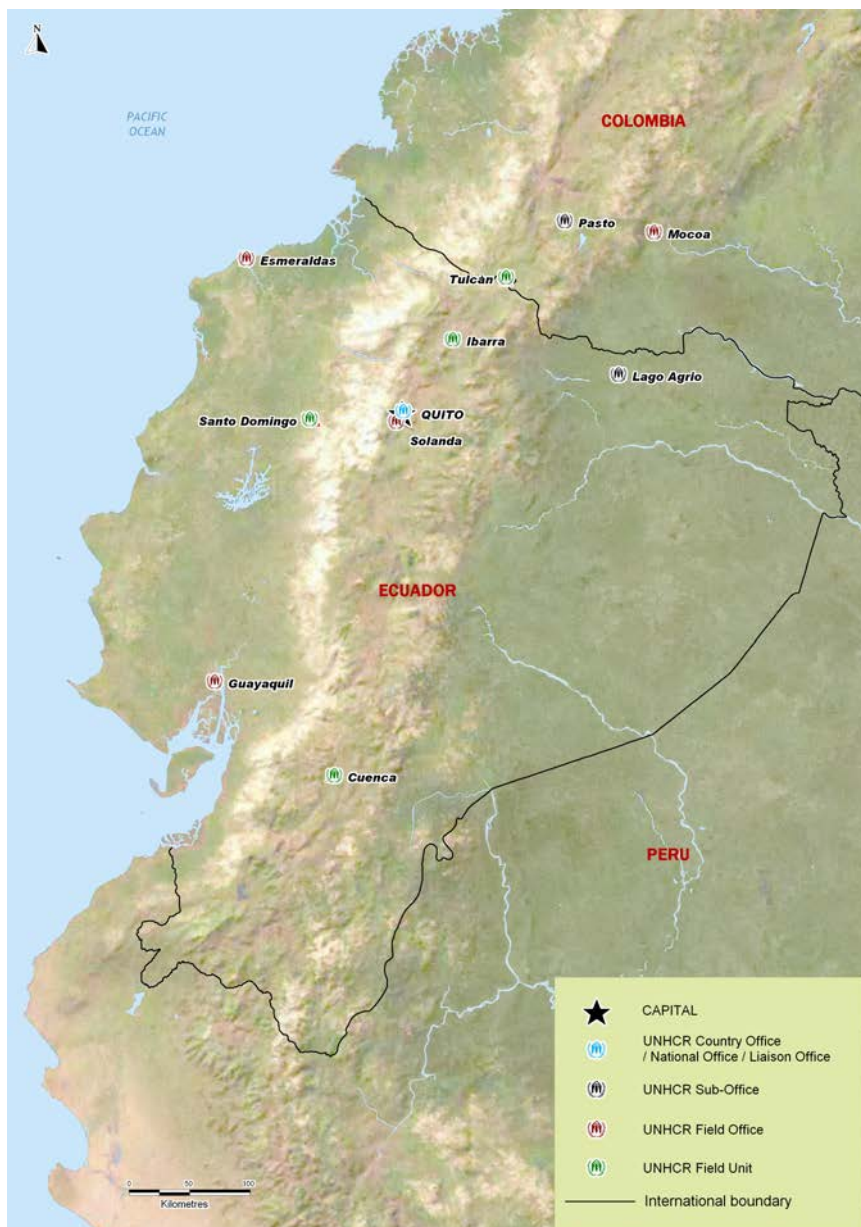 N
PACIFIC
OCEAN
COLOMBIA
Pasto
Mocoa
Esmeraldas
Tulcán
Ibarra
Lago Agrio
Santo Domingo
QUITO
Solanda
ECUADOR
Guayaquil
Cuenca
PERU
CAPITAL
UNHCR Country Office
/ National Office / Liaison Office
UNHCR Sub-Office
UNHCR Field Office
UNHCR Field Unit
International boundary
0 50 100
Kilometres